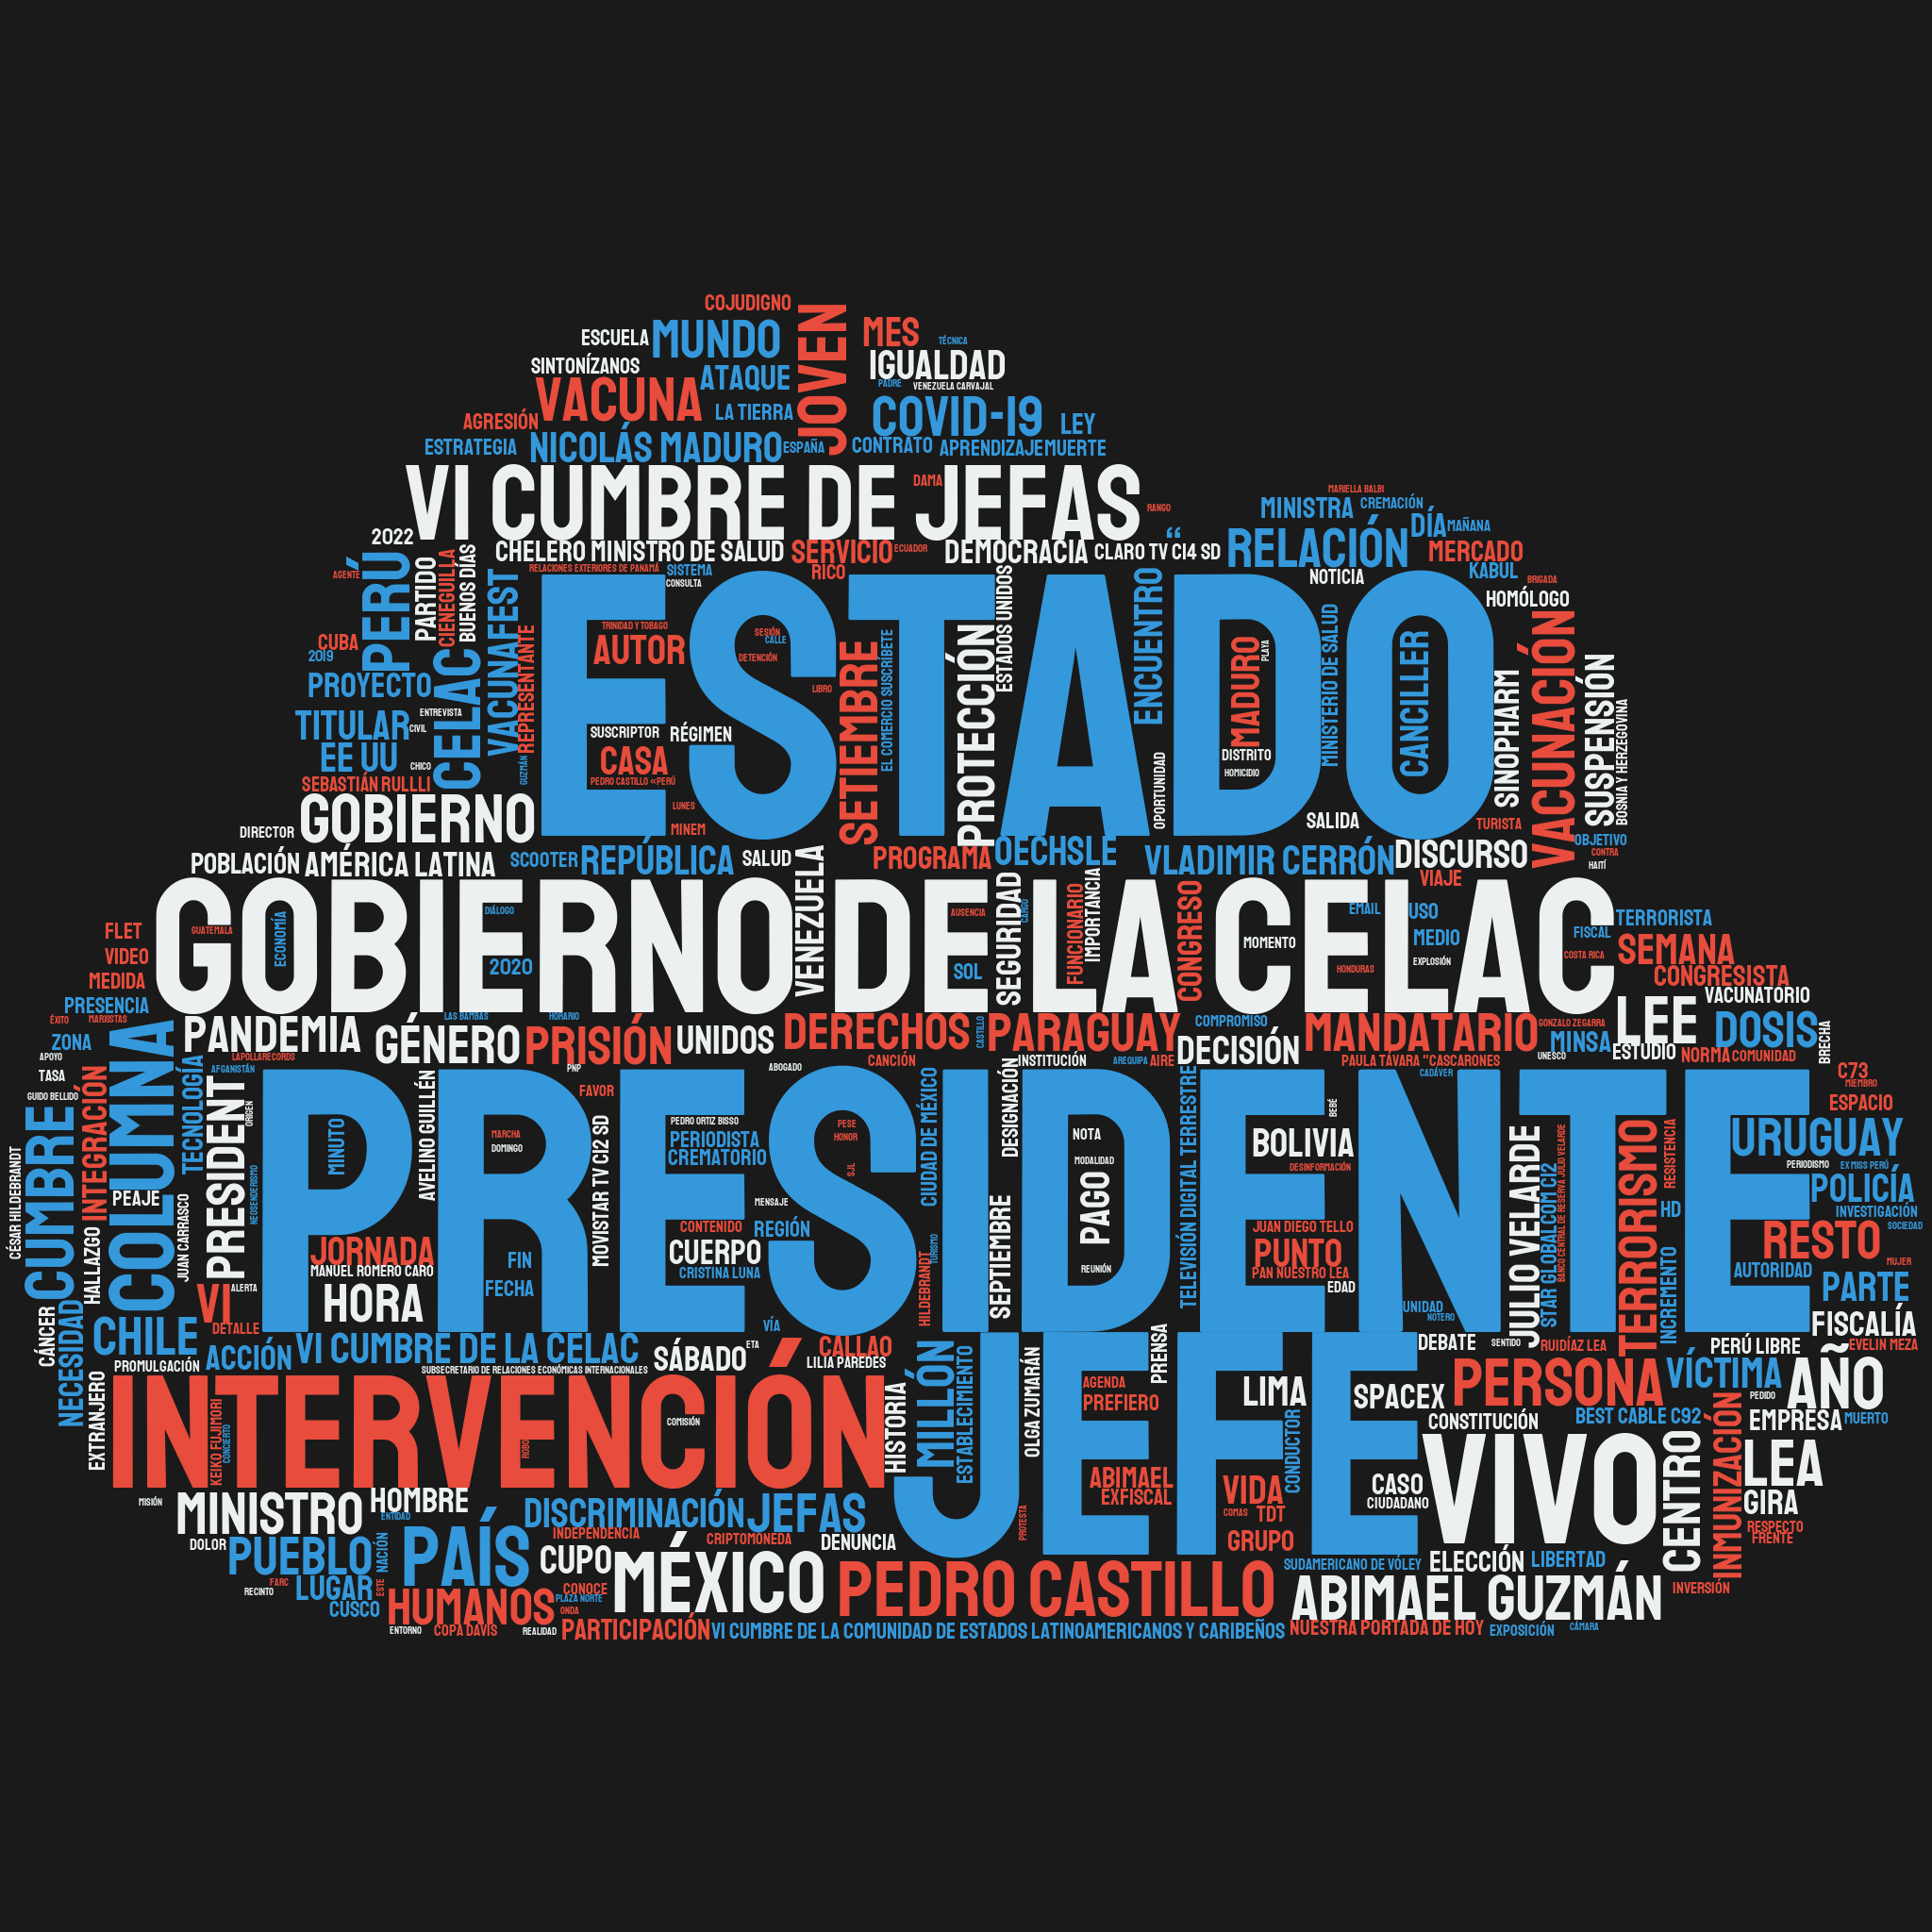 COJUDIGNO
ESCUELA
MUNDO
JOVEN
MES
TÉCNICA
SINTONÍZANOS
IGUALDAD
VACUNA
ATAQUE
PADRE
VENEZUELA CARVAJAL
AGRESIÓN
LA TIERRA
COVID-19
LEY
ESTRATEGIA
NICOLÁS MADURO
ESPAÑA
CONTRATO
APRENDIZAJE
MUERTE
VI CUMBRE DE JEFAS
DAMA
RANGO
MARIELLA BALBI
MINISTRA
CREMACIÓN
DÍA
MAÑANA
2022
CHELERO MINISTRO DE SALUD
SERVICIO
ECUADOR
DEMOCRACIA
“
CLARO TV C14 SD
RELACIÓN
MERCADO
AGENTE
PERÚ
PARTIDO
CIENEGUILLA
BUENOS DÍAS
VACUNAFEST
RELACIONES EXTERIORES DE PANAMÁ
SISTEMA
CONSULTA
RICO
ESTADOS UNIDOS
ENCUENTRO
NOTICIA
KABUL
BRIGADA
HOMÓLOGO
ESTADO
CUBA
2019
PROYECTO
CELAC
REPRESENTANTE
TRINIDAD Y TOBAGO
AUTOR
SESIÓN
CALLE
DETENCIÓN
LIBRO
SETIEMBRE
EL COMERCIO SUSCRÍBETE
PROTECCIÓN
MADURO
PLAYA
MINISTERIO DE SALUD
CANCILLER
SINOPHARM
VACUNACIÓN
SUSPENSIÓN
BOSNIA Y HERZEGOVINA
TITULAR
ENTREVISTA
CIVIL
EE UU
CHICO
GUZMÁN
SUSCRIPTOR
RÉGIMEN
CASA
PEDRO CASTILLO «PERÚ
OPORTUNIDAD
DISTRITO
HOMICIDIO
SEBASTIÁN RULLLI
GOBIERNO
LUNES
MINEM
DIRECTOR
SALIDA
TURISTA
OBJETIVO
CONTRA
HAITÍ
POBLACIÓN
AMÉRICA LATINA
SCOOTER
REPÚBLICA
SALUD
VENEZUELA
PROGRAMA
OECHSLE
VLADIMIR CERRÓN
DISCURSO
VIAJE
GOBIERNO DE LA CELAC
FLET
VIDEO
MEDIDA
PRESENCIA
GUATEMALA
ECONOMÍA
DIÁLOGO
2020
AUSENCIA
SOL
SEGURIDAD
CARGO
FUNCIONARIO
IMPORTANCIA
CONGRESO
MOMENTO
EMAIL
USO
MEDIO
HONDURAS
EXPLOSIÓN
FISCAL
COSTA RICA
TERRORISTA
SEMANA
CONGRESISTA
LEE
VACUNATORIO
ÉXITO
MARXISTAS
ZONA
APOYO
TASA
GUIDO BELLIDO
COLUMNA
PANDEMIA
LAPOLLARECORDS
LAS BAMBAS
HORARIO
GÉNERO
PRISIÓN
UNIDOS
DERECHOS
CASTILLO
PARAGUAY
COMPROMISO
DECISIÓN
MANDATARIO
GONZALO ZEGARRA
MINSA
DOSIS
BRECHA
CANCIÓN
INSTITUCIÓN
AREQUIPA
AIRE
PAULA TÁVARA “CASCARONES
UNESCO
ESTUDIO
NORMA
COMUNIDAD
INTEGRACIÓN
TECNOLOGÍA
AFGANISTÁN
PRESIDENT
ORIGEN
PNP
FAVOR
ABOGADO
DESIGNACIÓN
CADÁVER
C73
MIEMBRO
ESPACIO
PRESIDENTE
CÉSAR HILDEBRANDT
CUMBRE
HALLAZGO
PEAJE
JUAN CARRASCO
NEOSENDERISMO
MINUTO
AVELINO GUILLÉN
MARCHA
DOMINGO
MOVISTAR TV C12 SD
PEDRO ORTIZ BISSO
PERIODISTA
CREMATORIO
PESE
HONOR
SJL
CIUDAD DE MÉXICO
NOTA
MODALIDAD
PAGO
REUNIÓN
TELEVISIÓN DIGITAL TERRESTRE
BEBÉ
BOLIVIA
DESINFORMACIÓN
JULIO VELARDE
STAR GLOBALCOM C12
BANCO CENTRAL DE RESERVA JULIO VELARDE
TERRORISMO
RESISTENCIA
HD
URUGUAY
PERIODISMO
EX MISS PERÚ
POLICÍA
INVESTIGACIÓN
SOCIEDAD
RESTO
MUJER
AUTORIDAD
PARTE
JORNADA
MANUEL ROMERO CARO
HORA
FIN
FECHA
MENSAJE
CONTENIDO
REGIÓN
CUERPO
CRISTINA LUNA
VÍA
HILDEBRANDT
TURISMO
SEPTIEMBRE
JUAN DIEGO TELLO
PUNTO
PAN NUESTRO LEA
EDAD
UNIDAD
NOTERO
INCREMENTO
FISCALÍA
VI
ALERTA
DETALLE
CÁNCER
NECESIDAD
CHILE
PROMULGACIÓN
ACCIÓN
VI CUMBRE DE LA CELAC
SUBSECRETARIO DE RELACIONES ECONÓMICAS INTERNACIONALES
SÁBADO
ETA
CALLAO
LILIA PAREDES
MILLÓN
ESTABLECIMIENTO
OLGA ZUMARÁN
PRENSA
DEBATE
SENTIDO
RUIDÍAZ LEA
PERÚ LIBRE
EVELIN MEZA
JEFE
INTERVENCIÓN
EXTRANJERO
KEIKO FUJIMORI
CONCIERTO
ROBO
COMISIÓN
HISTORIA
AGENDA
PREFIERO
LIMA
CONDUCTOR
SPACEX
PERSONA
VÍCTIMA
PEDIDO
AÑO
CONSTITUCIÓN
BEST CABLE C92
EMPRESA
MUERTO
VIVO
CENTRO
INMUNIZACIÓN
LEA
GIRA
RESPECTO
FRENTE
ABIMAEL
EXFISCAL
VIDA
COMAS
TDT
GRUPO
CASO
CIUDADANO
MISIÓN
MINISTRO
HOMBRE
ENTIDAD
DISCRIMINACIÓN
JEFAS
INDEPENDENCIA
CRIPTOMONEDA
DENUNCIA
PROTESTA
DOLOR
PUEBLO
NACIÓN
PAÍS
CUPO
MÉXICO
PEDRO CASTILLO
SUDAMERICANO DE VÓLEY
ELECCIÓN
LIBERTAD
ABIMAEL GUZMÁN
INVERSIÓN
RECINTO
FARC
LUGAR
ESTE
CUSCO
HUMANOS
CONOCE
PLAZA NORTE
ONDA
ENTORNO
COPA DAVIS
REALIDAD
PARTICIPACIÓN
VI CUMBRE DE LA COMUNIDAD DE ESTADOS LATINOAMERICANOS Y CARIBEÑOS
NUESTRA PORTADA DE HOY
EXPOSICIÓN
CÁMARA